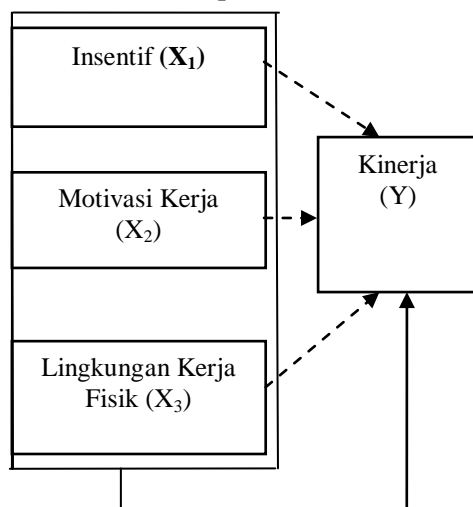 Insentif (X₁)
Motivasi Kerja
(X₂)
Lingkungan Kerja
Fisik (X₃)
Kinerja
(Y)